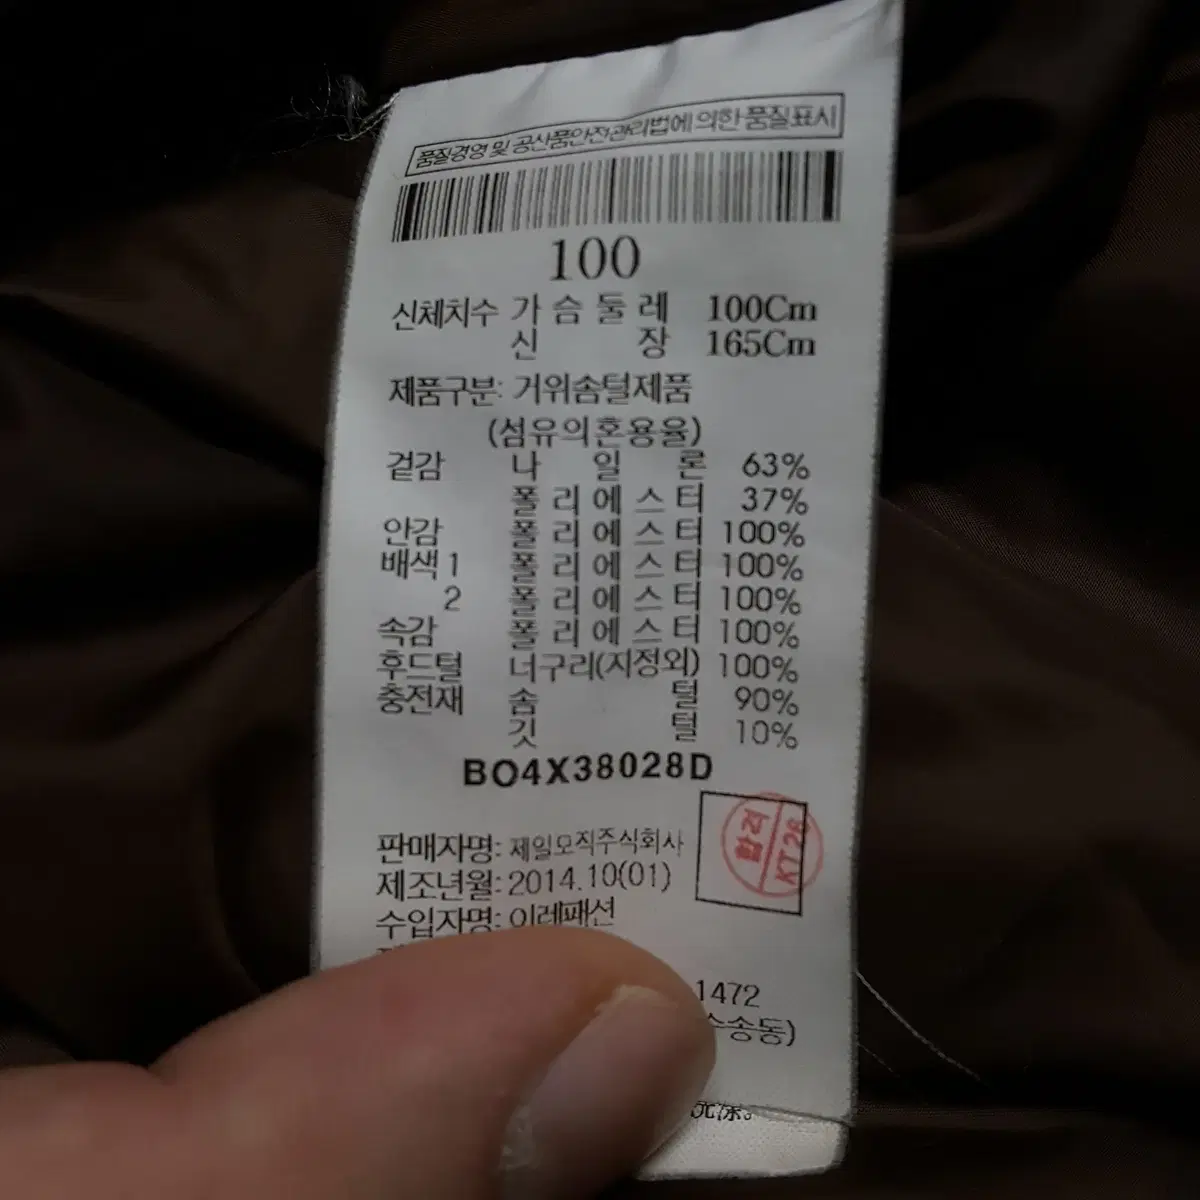 품질경영 및 공산품안전관리법에 의한 품질표시
100
신체치수 가슴둘레 100Cm
신장 165Cm
제품구분: 거위솜털제품
(섬유의혼용율)
겉감 나일론 63%
폴리에스터 37%
안감 폴리에스터 100%
배색1 폴리에스터 100%
2 폴리에스터 100%
속감 폴리에스터 100%
후드털 너구리(지정외) 100%
충전재 솜털 90%
깃털 10%
BO4X38028D
합격
KT 28
판매자명: 제일모직주식회사
제조년월: 2014.10(01)
수입자명: 이레패션
1472
수송동)